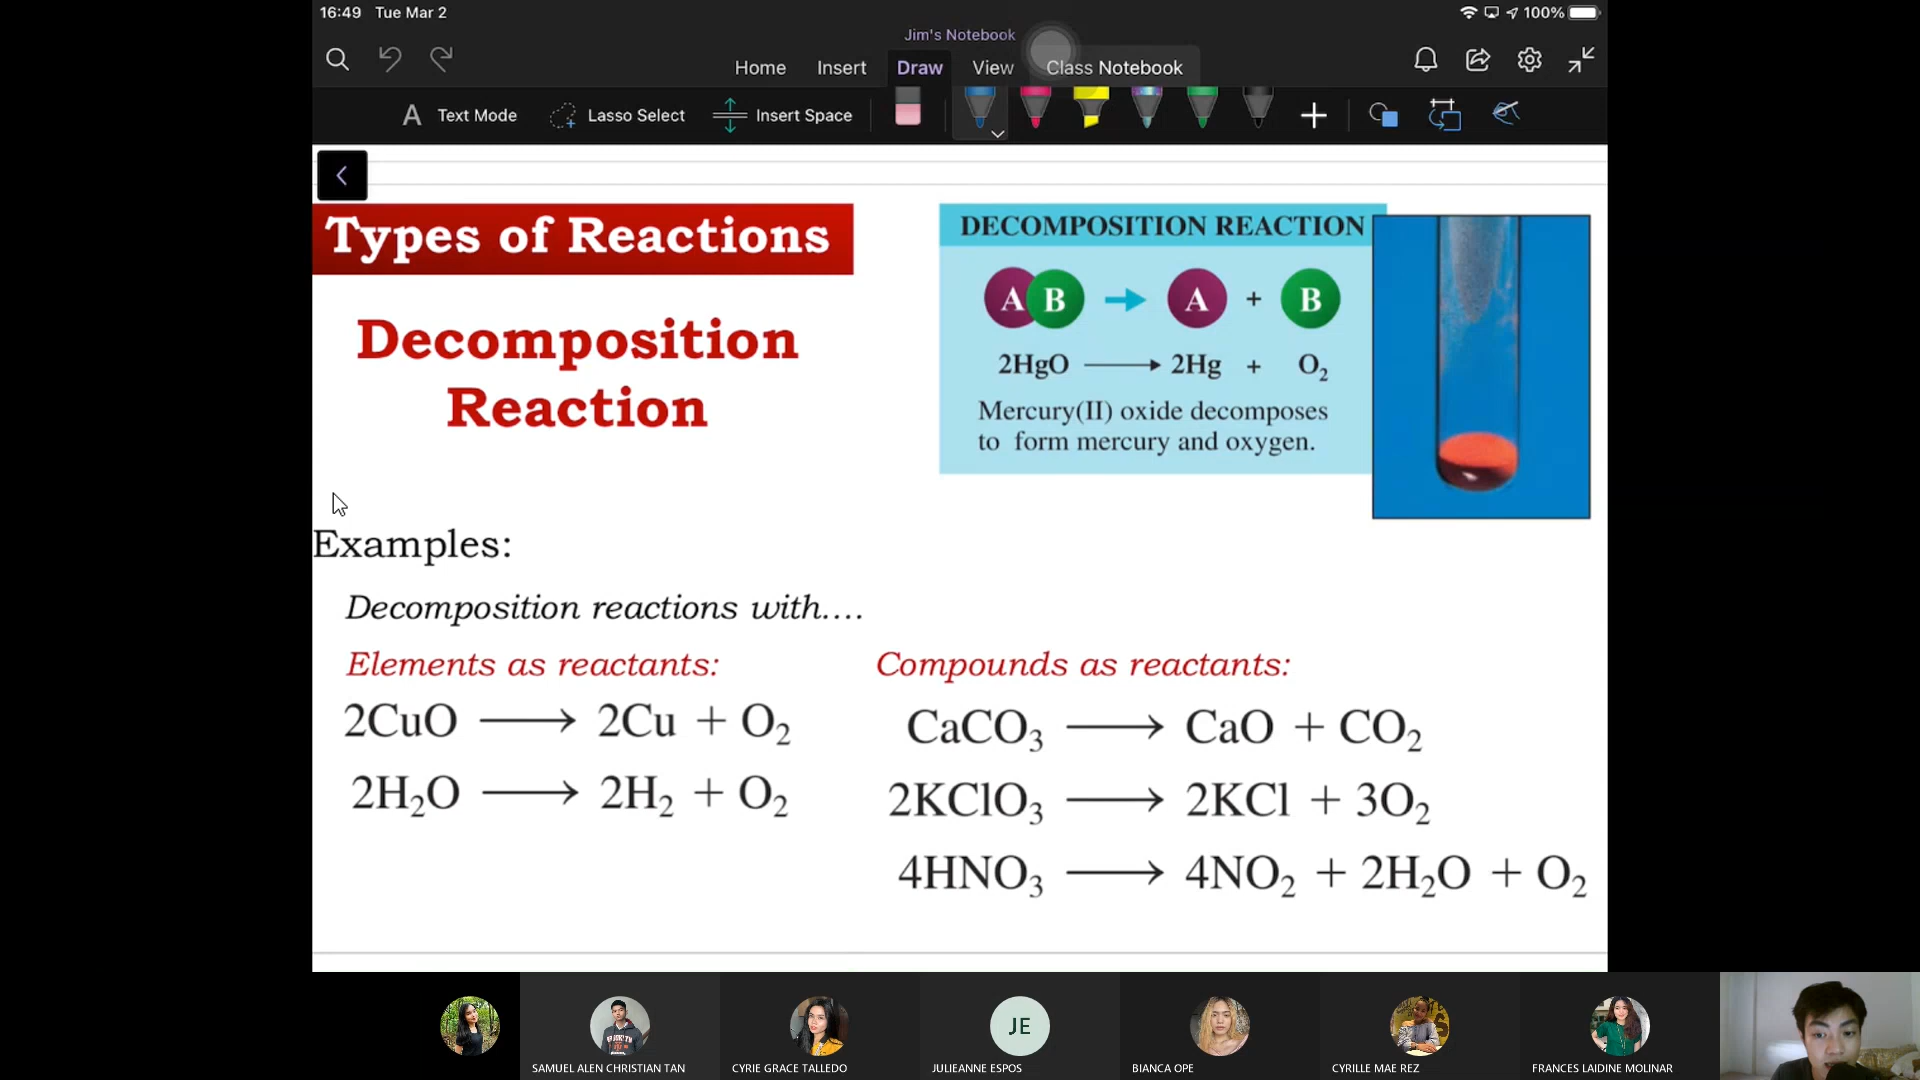 16:49 Tue Mar 2
100%
Jim's Notebook
Home Insert Draw View Class Notebook
A Text Mode Lasso Select Insert Space
Types of Reactions
Decomposition
Reaction
DECOMPOSITION REACTION
A B A + B
2HgO ⟶ 2Hg + O₂
Mercury(II) oxide decomposes
to form mercury and oxygen.
Examples:
Decomposition reactions with....
Elements as reactants:
2CuO ⟶ 2Cu + O₂
2H₂O ⟶ 2H₂ + O₂
Compounds as reactants:
CaCO₃ ⟶ CaO + CO₂
2KClO₃ ⟶ 2KCl + 3O₂
4HNO₃ ⟶ 4NO₂ + 2H₂O + O₂
JE
SAMUEL ALEN CHRISTIAN TAN
CYRIE GRACE TALLEDO
JULIEANNE ESPOS
BIANCA OPE
CYRILLE MAE REZ
FRANCES LAIDINE MOLINAR